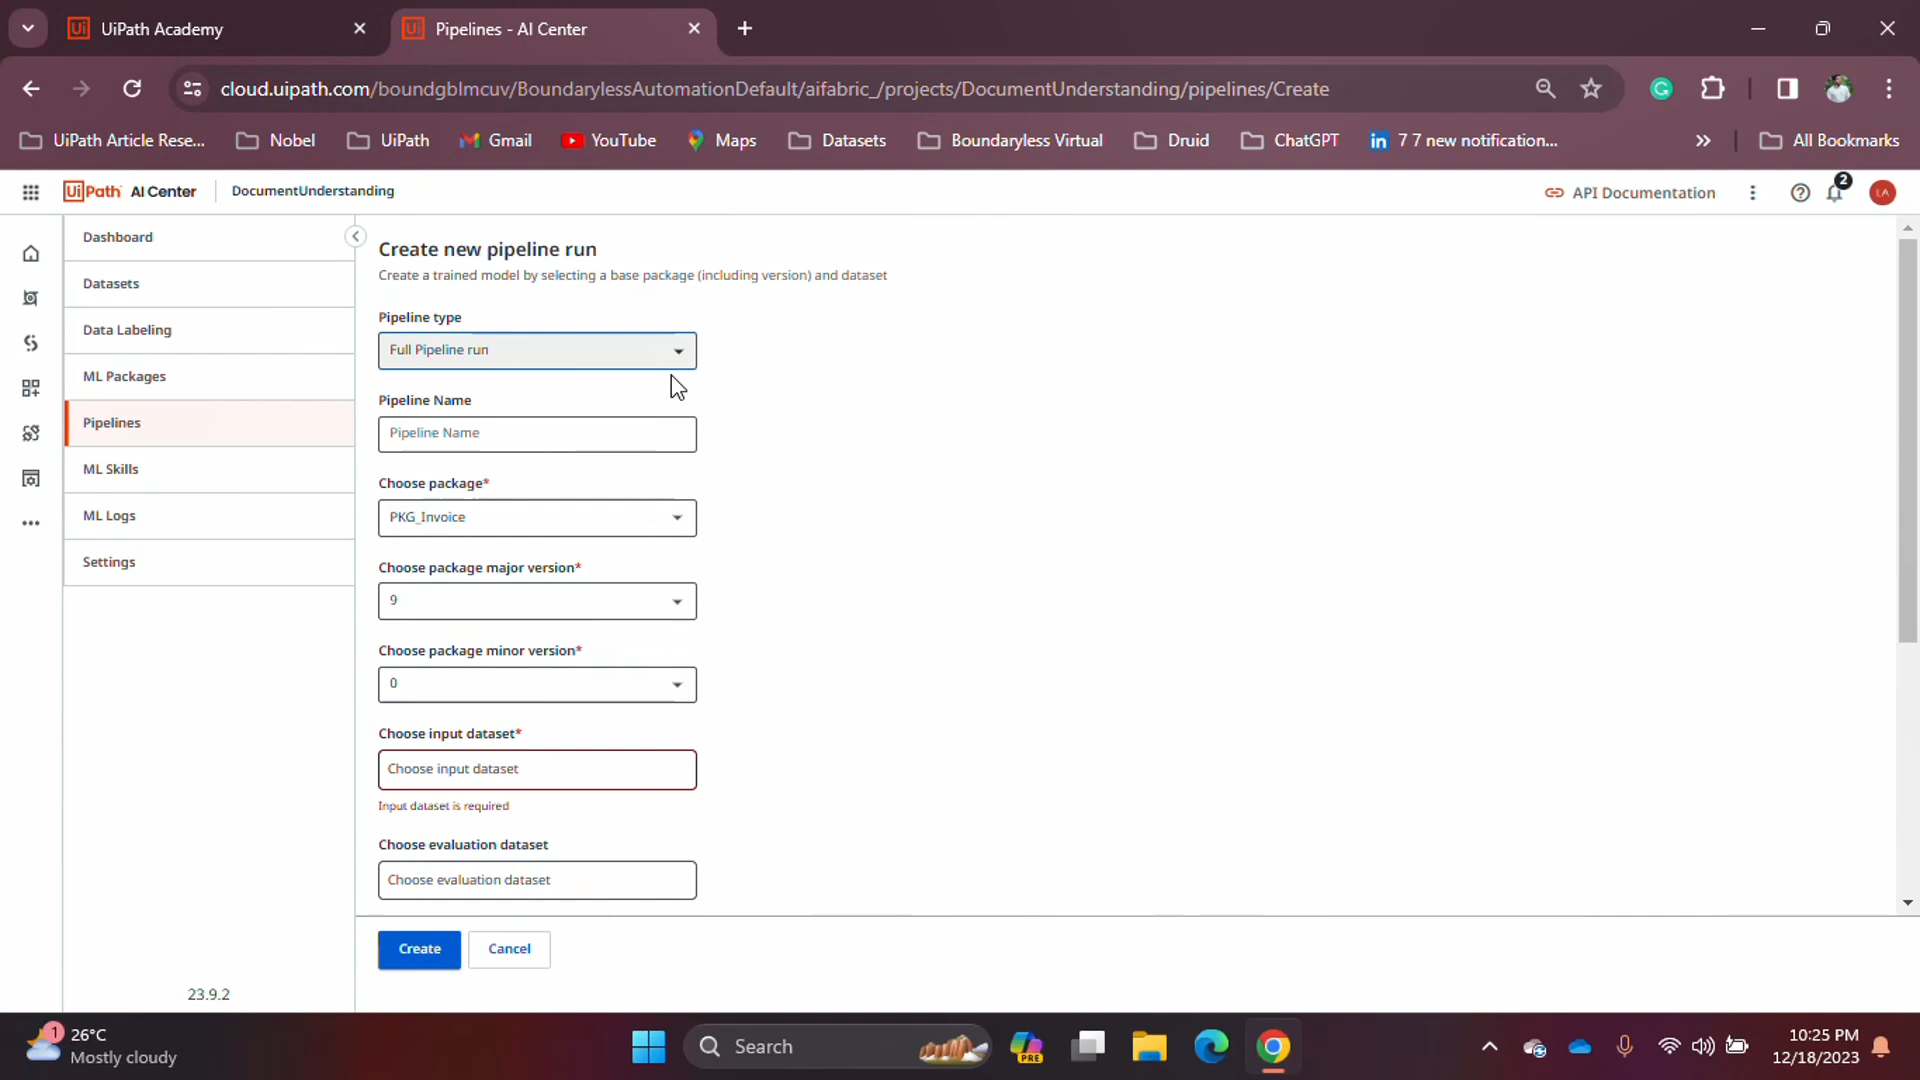 UiPath Academy
Pipelines - AI Center
cloud.uipath.com/boundgblmcuv/BoundarylessAutomationDefault/aifabric_/projects/DocumentUnderstanding/pipelines/Create
UiPath Article Rese...
Nobel
UiPath
Gmail
YouTube
Maps
Datasets
Boundaryless Virtual
Druid
ChatGPT
7 7 new notification...
All Bookmarks
UiPath AI Center
DocumentUnderstanding
API Documentation
2
LA
Dashboard
Datasets
Data Labeling
ML Packages
Pipelines
ML Skills
ML Logs
Settings
23.9.2
Create new pipeline run
Create a trained model by selecting a base package (including version) and dataset
Pipeline type
Full Pipeline run
Pipeline Name
Pipeline Name
Choose package*
PKG_Invoice
Choose package major version*
9
Choose package minor version*
0
Choose input dataset*
Choose input dataset
Input dataset is required
Choose evaluation dataset
Choose evaluation dataset
Create
Cancel
1
26°C
Mostly cloudy
Search
PRE
10:25 PM
12/18/2023